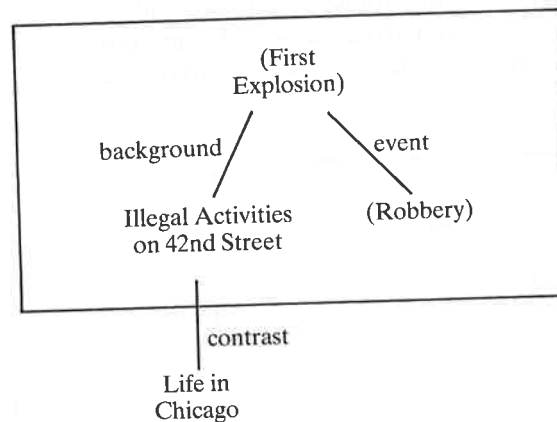 (First
Explosion)
background
event
Illegal Activities
on 42nd Street
(Robbery)
contrast
Life in
Chicago